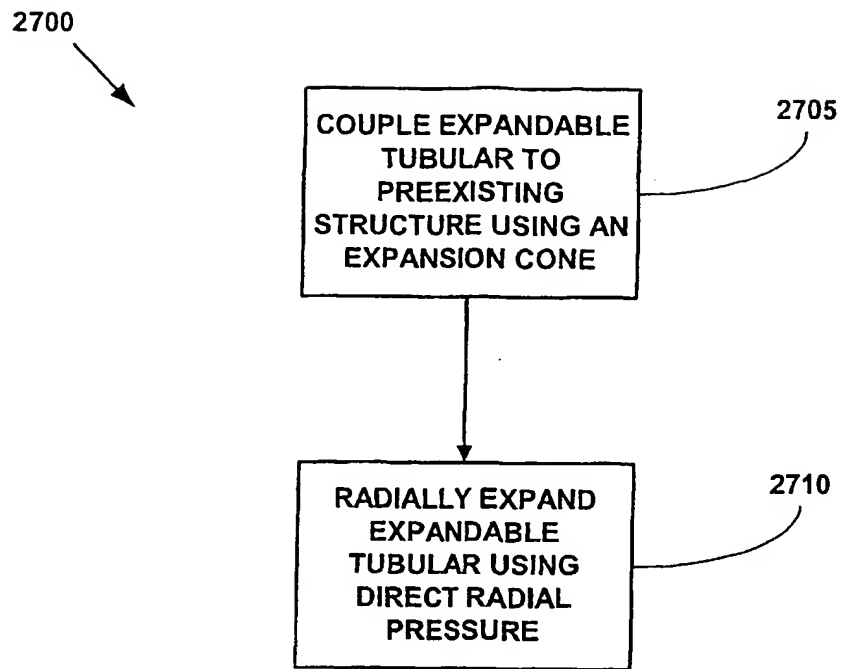 2700
COUPLE EXPANDABLE
TUBULAR TO
PREEXISTING
STRUCTURE USING AN
EXPANSION CONE
2705
RADIALLY EXPAND
EXPANDABLE
TUBULAR USING
DIRECT RADIAL
PRESSURE
2710